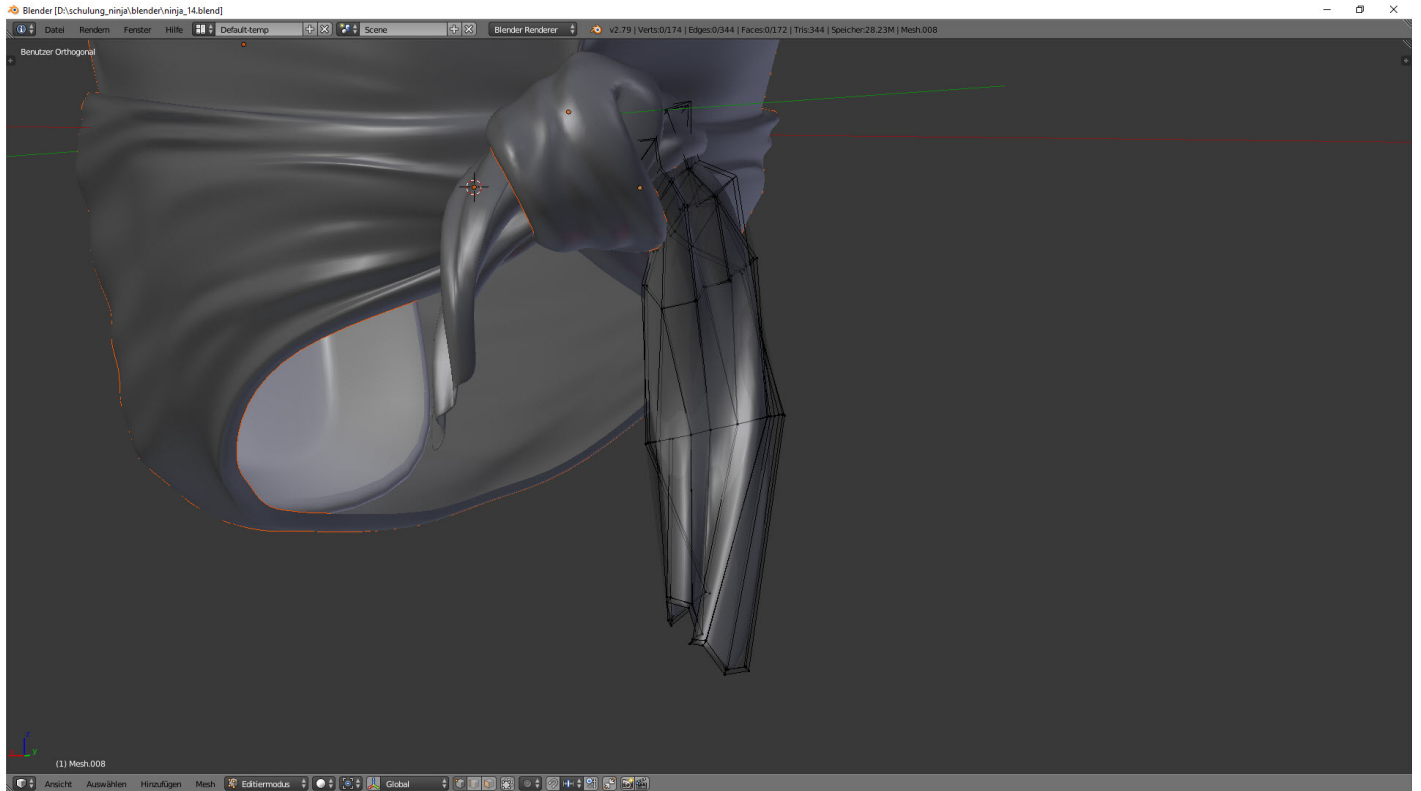 Blender [D:\schulung_ninja\blender\ninja_14.blend]
Datei Rendern Fenster Hilfe Default-temp Scene Blender Renderer v2.79 | Verts:0/174 | Edges:0/344 | Faces:0/172 | Tris:344 | Speicher:28.23M | Mesh.008
Benutzer Orthogonal
z
y
(1) Mesh.008
Ansicht Auswählen Hinzufügen Mesh Editiermodus Global